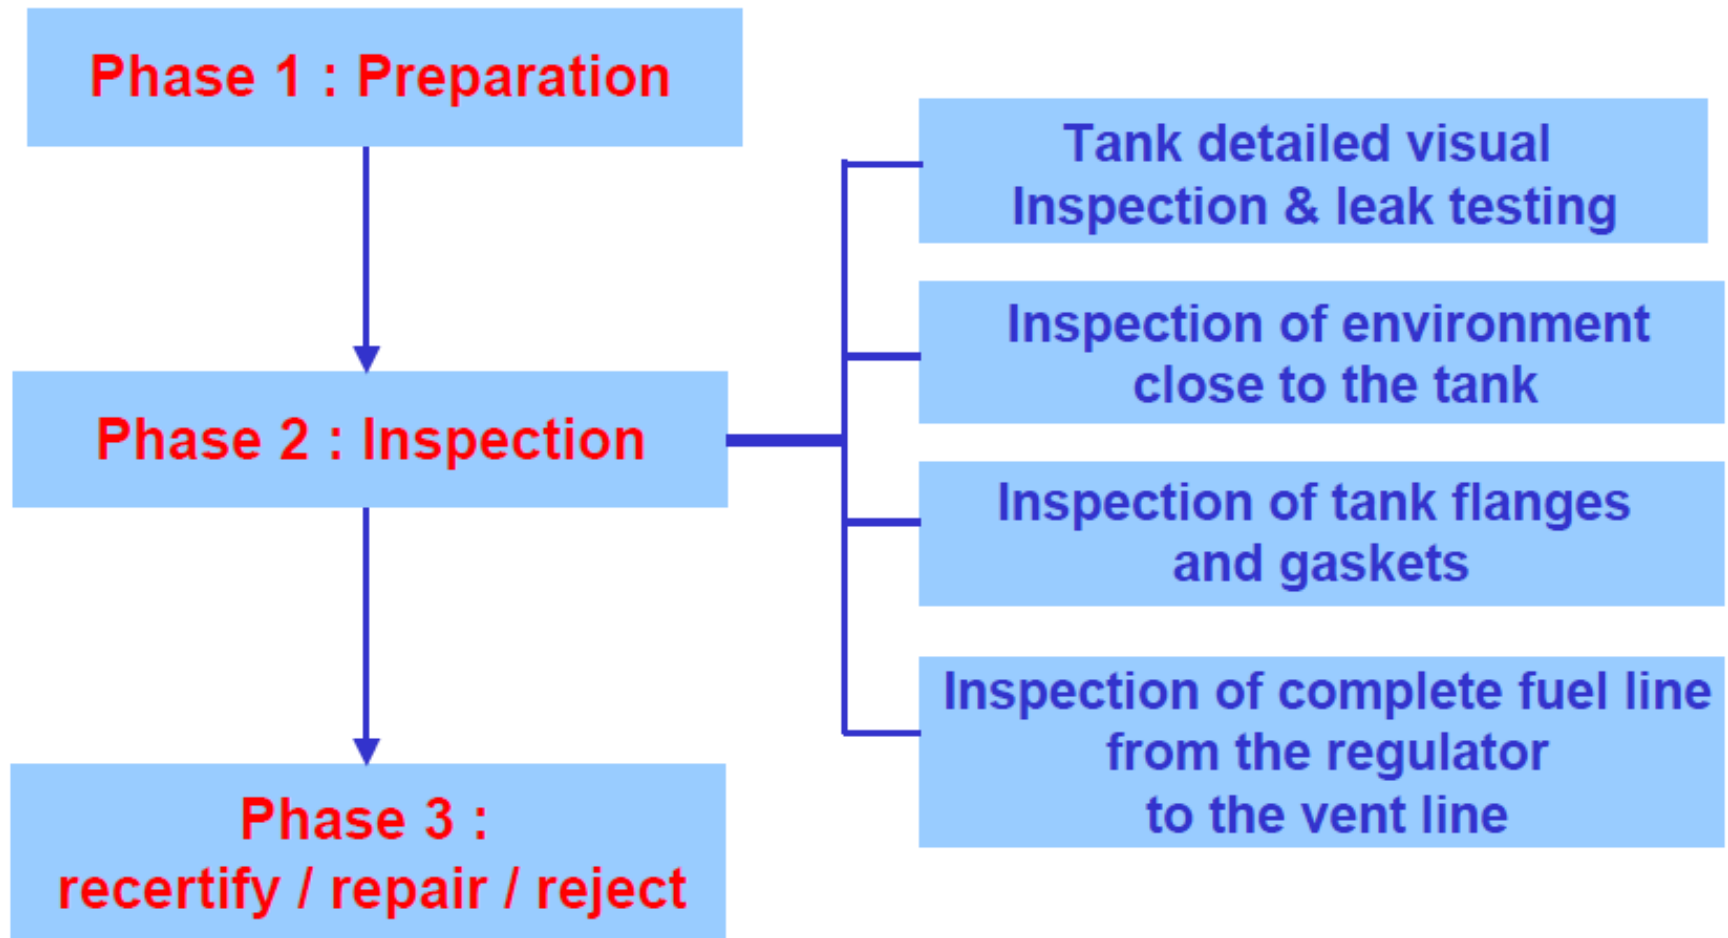 Phase 1 : Preparation
Tank detailed visual
Inspection & leak testing
Inspection of environment
close to the tank
Phase 2 : Inspection
Inspection of tank flanges
and gaskets
Inspection of complete fuel line
from the regulator
to the vent line
Phase 3 :
recertify / repair / reject